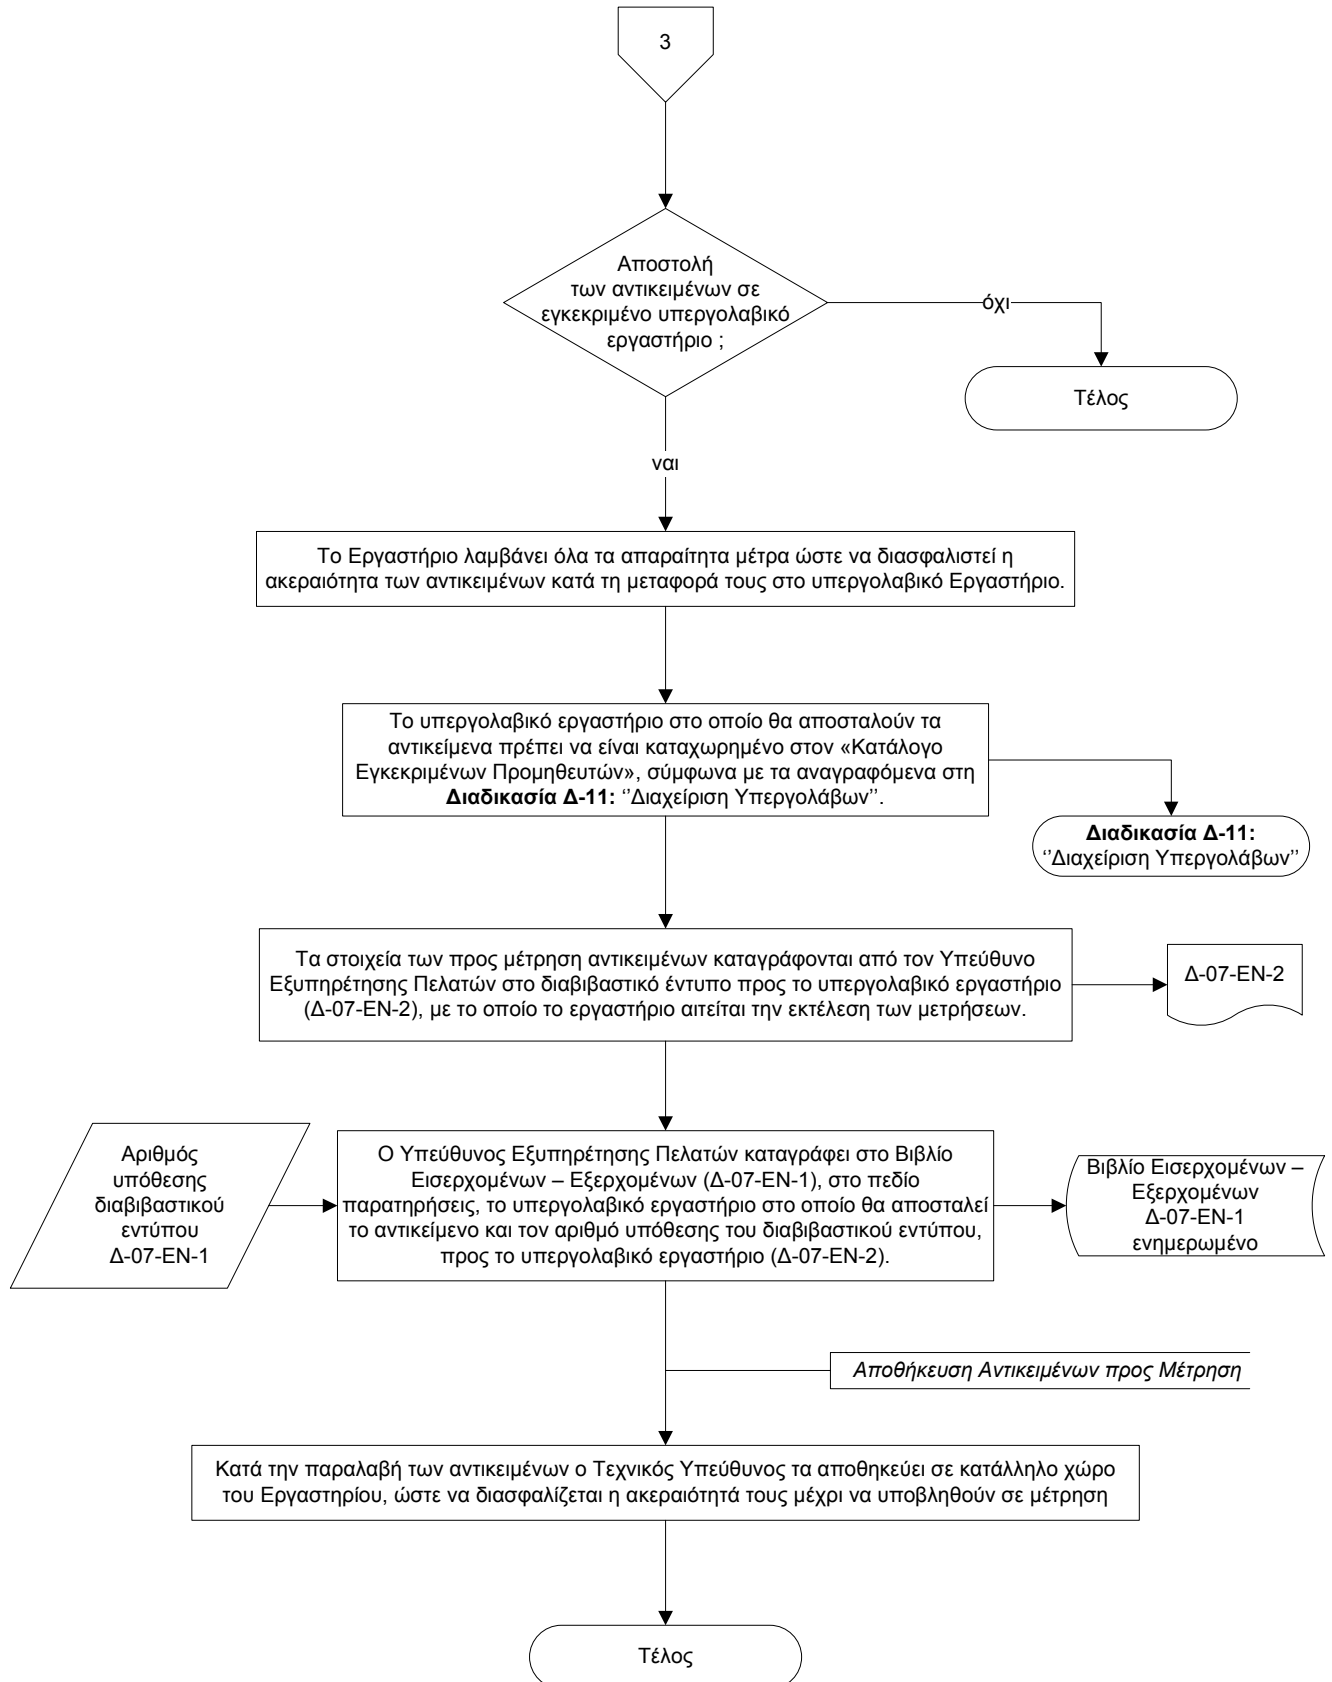 3
Αποστολή
των αντικειμένων σε
εγκεκριμένο υπεργολαβικό
εργαστήριο ;
όχι
Τέλος
ναι
Το Εργαστήριο λαμβάνει όλα τα απαραίτητα μέτρα ώστε να διασφαλιστεί η
ακεραιότητα των αντικειμένων κατά τη μεταφορά τους στο υπεργολαβικό Εργαστήριο.
Το υπεργολαβικό εργαστήριο στο οποίο θα αποσταλούν τα
αντικείμενα πρέπει να είναι καταχωρημένο στον «Κατάλογο
Εγκεκριμένων Προμηθευτών», σύμφωνα με τα αναγραφόμενα στη
Διαδικασία Δ-11: ‘’Διαχείριση Υπεργολάβων’’.
Διαδικασία Δ-11:
‘’Διαχείριση Υπεργολάβων’’
Τα στοιχεία των προς μέτρηση αντικειμένων καταγράφονται από τον Υπεύθυνο
Εξυπηρέτησης Πελατών στο διαβιβαστικό έντυπο προς το υπεργολαβικό εργαστήριο
(Δ-07-ΕΝ-2), με το οποίο το εργαστήριο αιτείται την εκτέλεση των μετρήσεων.
Δ-07-ΕΝ-2
Αριθμός
υπόθεσης
διαβιβαστικού
εντύπου
Δ-07-ΕΝ-1
Ο Υπεύθυνος Εξυπηρέτησης Πελατών καταγράφει στο Βιβλίο
Εισερχομένων – Εξερχομένων (Δ-07-ΕΝ-1), στο πεδίο
παρατηρήσεις, το υπεργολαβικό εργαστήριο στο οποίο θα αποσταλεί
το αντικείμενο και τον αριθμό υπόθεσης του διαβιβαστικού εντύπου,
προς το υπεργολαβικό εργαστήριο (Δ-07-ΕΝ-2).
Βιβλίο Εισερχομένων –
Εξερχομένων
Δ-07-ΕΝ-1
ενημερωμένο
Αποθήκευση Αντικειμένων προς Μέτρηση
Κατά την παραλαβή των αντικειμένων ο Τεχνικός Υπεύθυνος τα αποθηκεύει σε κατάλληλο χώρο
του Εργαστηρίου, ώστε να διασφαλίζεται η ακεραιότητά τους μέχρι να υποβληθούν σε μέτρηση
Τέλος